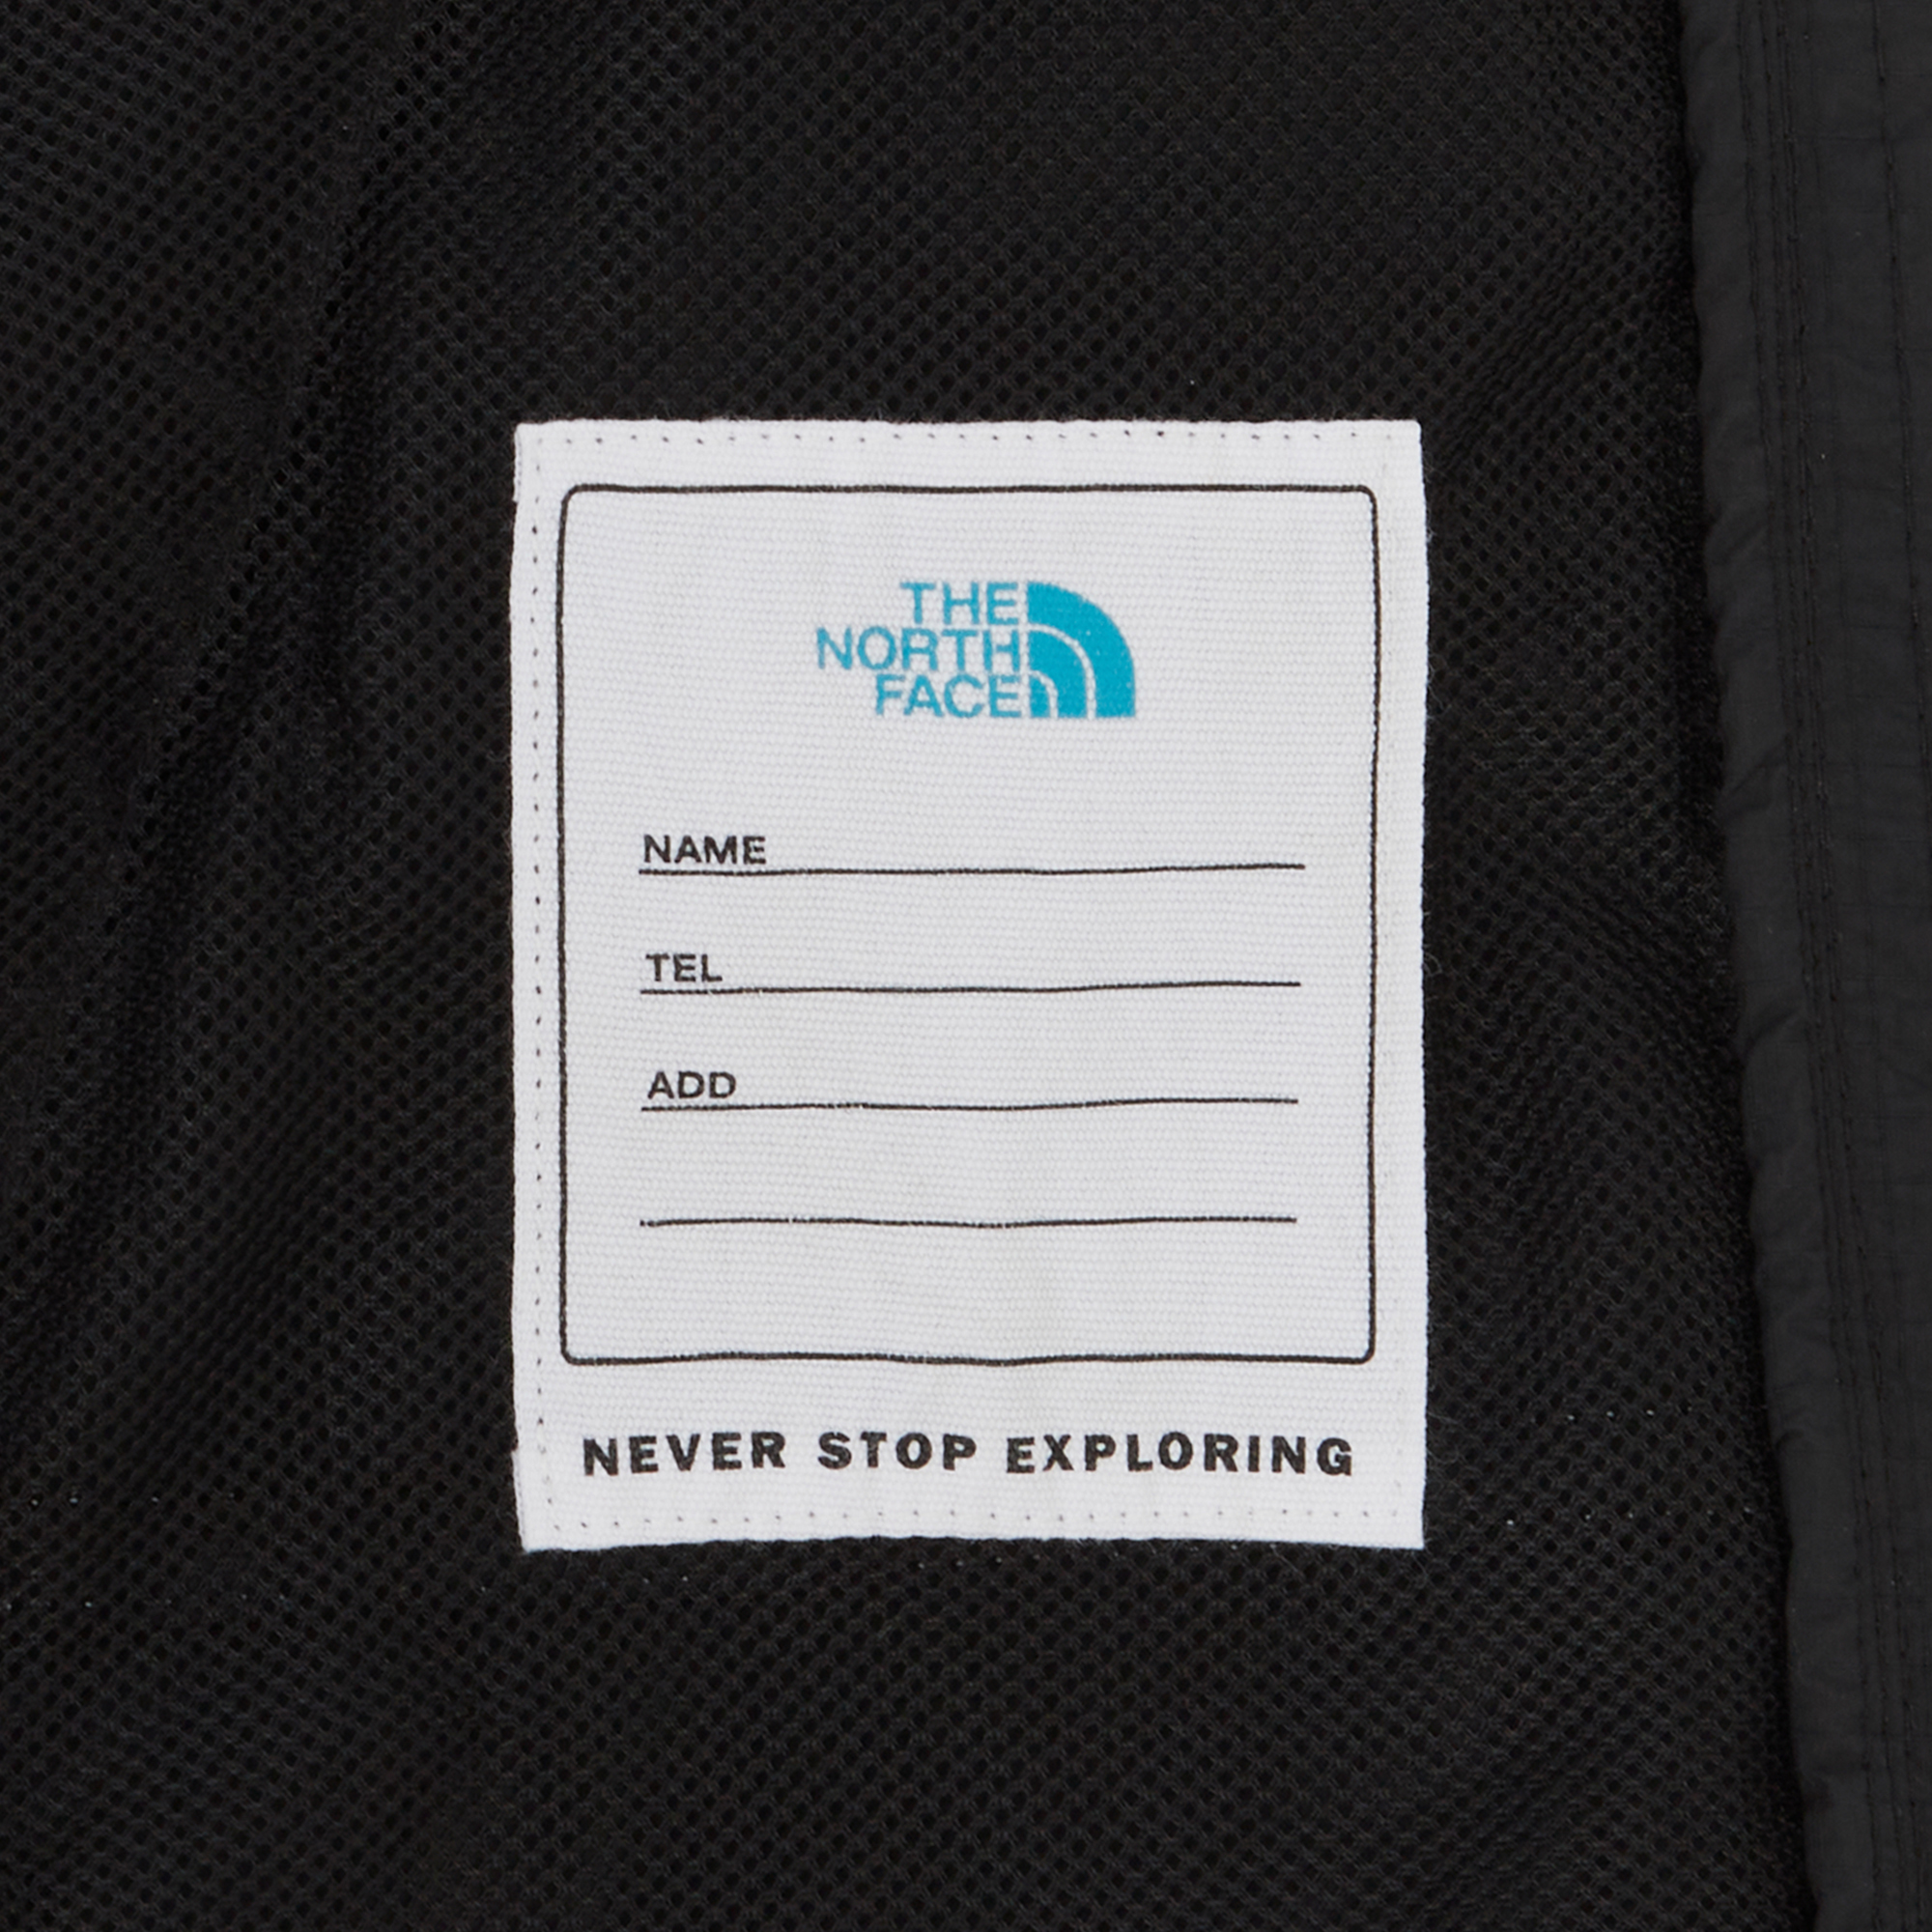 THE
NORTH
FACE
NAME
TEL
ADD
NEVER STOP EXPLORING